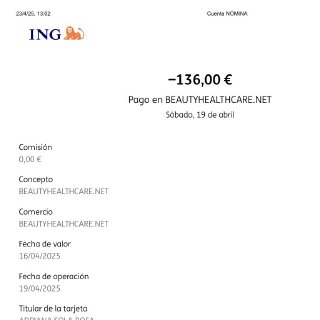 23/4/25, 13:02
Cuenta NÓMINA
ING
−136,00 €
Pago en BEAUTYHEALTHCARE.NET
Sábado, 19 de abril
Comisión
0,00 €
Concepto
BEAUTYHEALTHCARE.NET
Comercio
BEAUTYHEALTHCARE.NET
Fecha de valor
16/04/2025
Fecha de operación
19/04/2025
Titular de la tarjeta